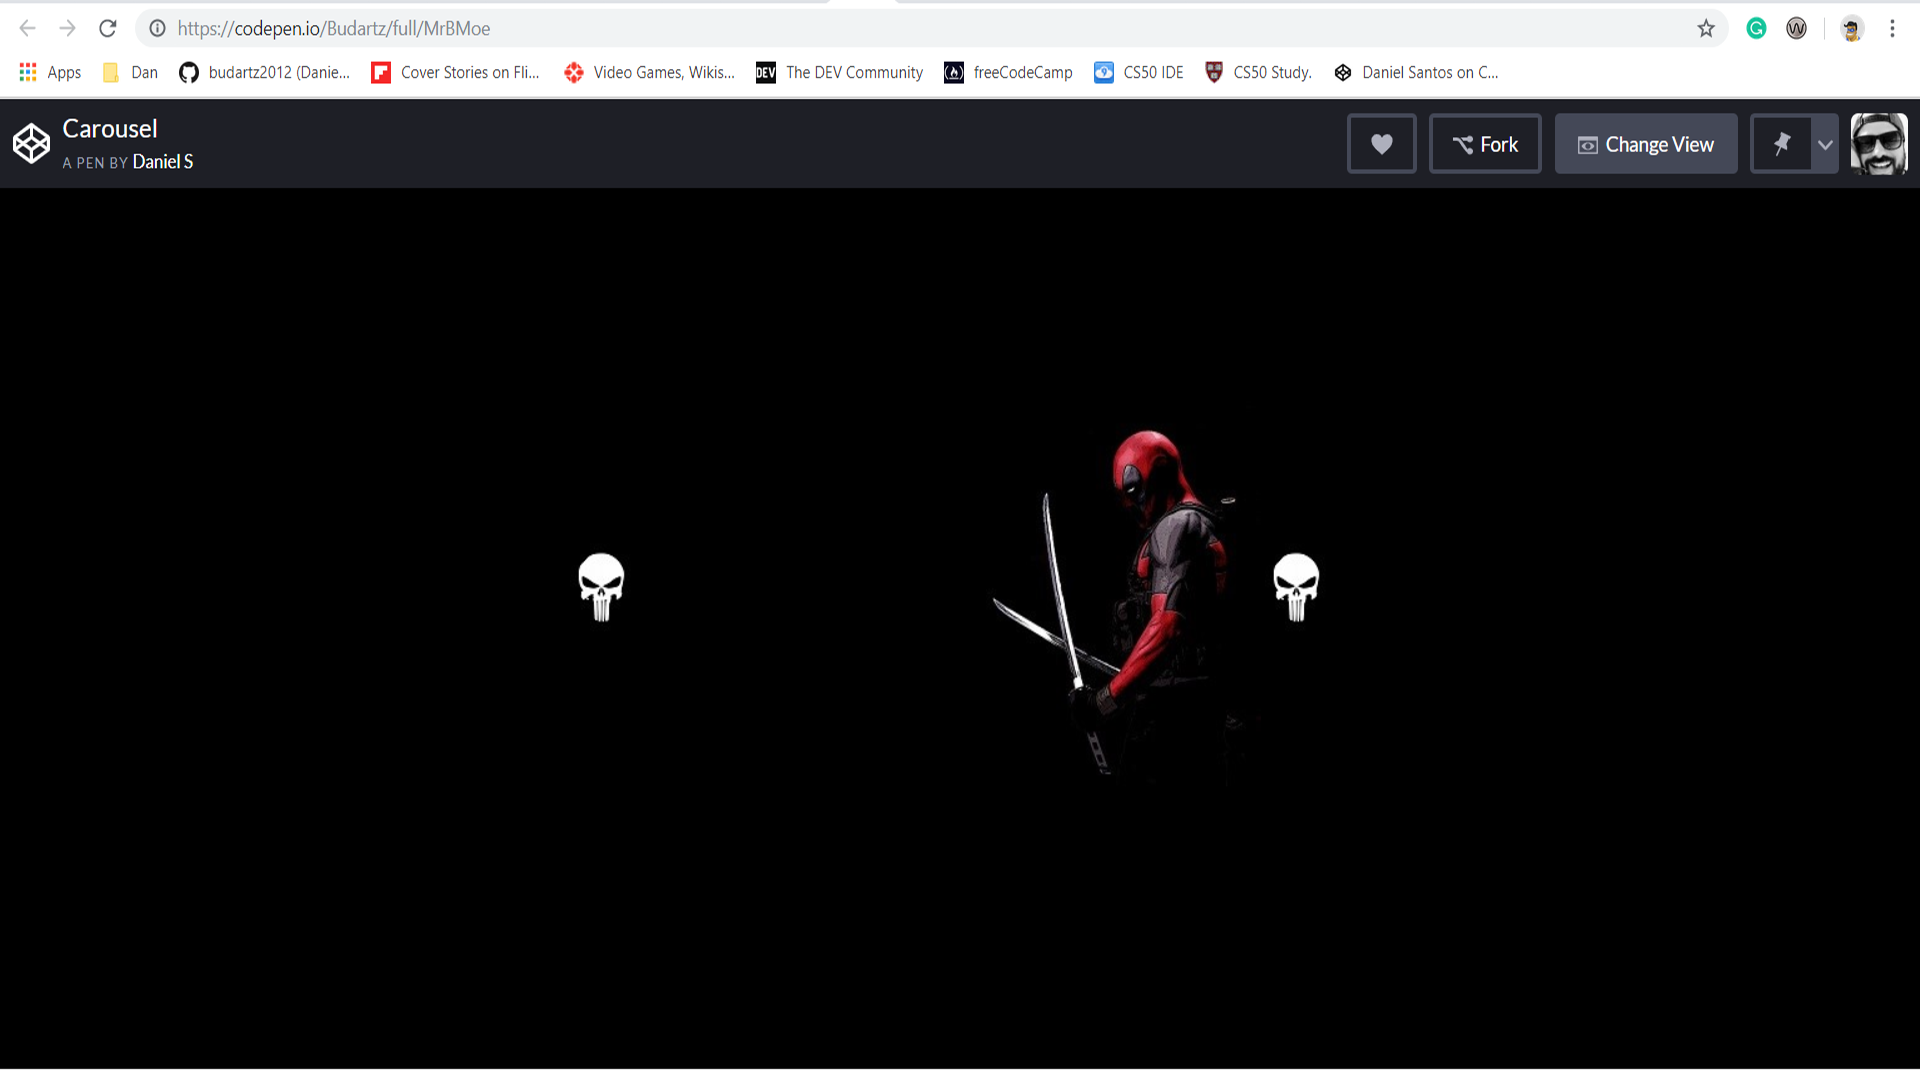 https://codepen.io/Budartz/full/MrBMoe
Apps Dan budartz2012 (Danie... Cover Stories on Fli... Video Games, Wikis... DEV The DEV Community freeCodeCamp CS50 IDE CS50 Study. Daniel Santos on C...
Carousel
A PEN BY Daniel S
Fork Change View